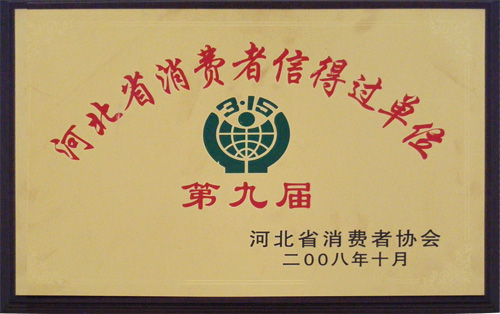 河北省消费者信得过单位
3·15
第九届
河北省消费者协会
二00八年十月